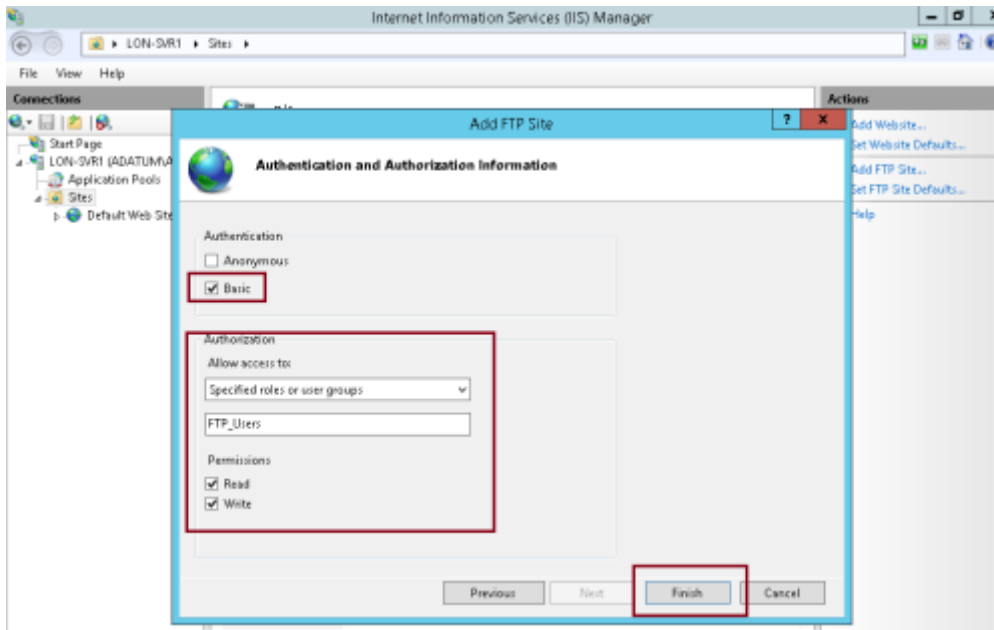 Internet Information Services (IIS) Manager
LON-SVR1 Sites
File View Help
Connections
Start Page
LON-SVR1 (ADATUM\A
Application Pools
Sites
Default Web Site
Add FTP Site
Authentication and Authorization Information
Authentication
Anonymous
Basic
Authorization
Allow access to:
Specified roles or user groups
FTP_Users
Permissions
Read
Write
Previous Next Finish Cancel
Actions
Add Website...
Set Website Defaults...
Add FTP Site...
Set FTP Site Defaults...
Help